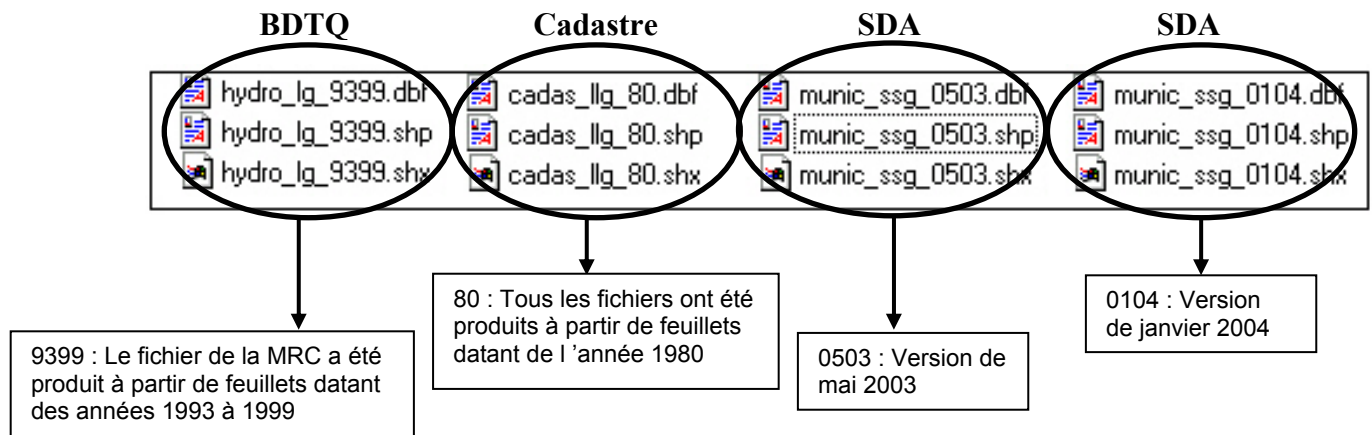 BDTQ
Cadastre
SDA
SDA
hydro_lg_9399.dbf
hydro_lg_9399.shp
hydro_lg_9399.shx
cadas_llg_80.dbf
cadas_llg_80.shp
cadas_llg_80.shx
munic_ssg_0503.dbf
munic_ssg_0503.shp
munic_ssg_0503.shx
munic_ssg_0104.dbf
munic_ssg_0104.shp
munic_ssg_0104.shx
9399 : Le fichier de la MRC a été
produit à partir de feuillets datant
des années 1993 à 1999
80 : Tous les fichiers ont été
produits à partir de feuillets
datant de l ’année 1980
0503 : Version de
mai 2003
0104 : Version
de janvier 2004